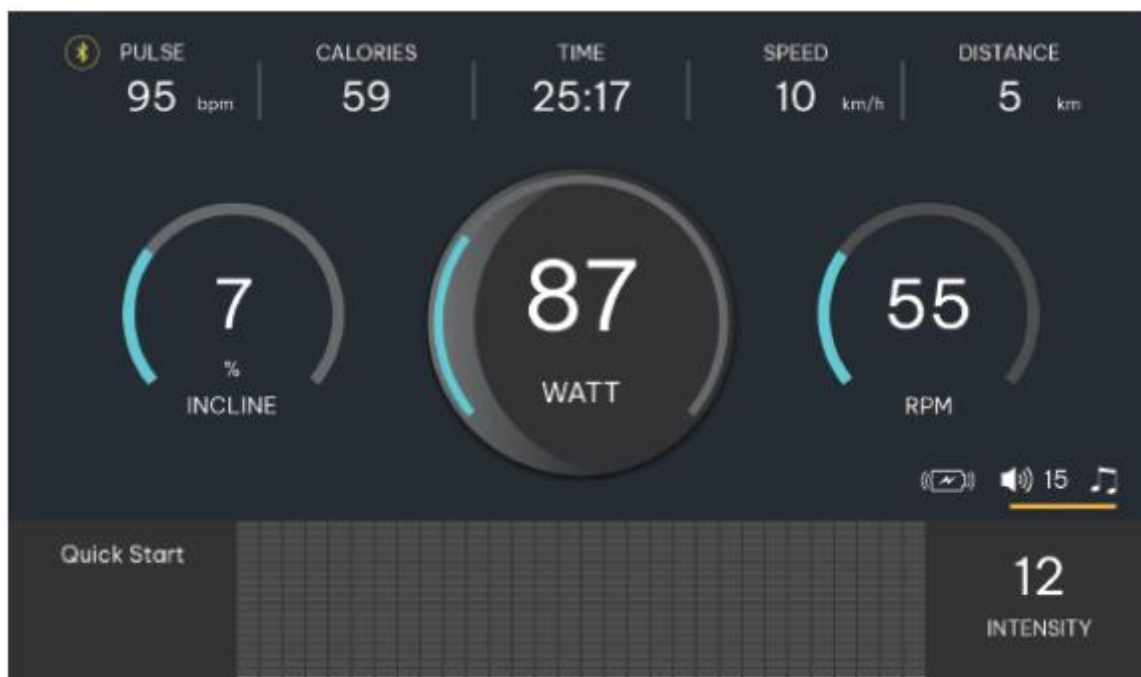 PULSE CALORIES TIME SPEED DISTANCE
95 bpm 59 25:17 10 km/h 5 km
7
%
INCLINE
87
WATT
55
RPM
15
Quick Start
12
INTENSITY